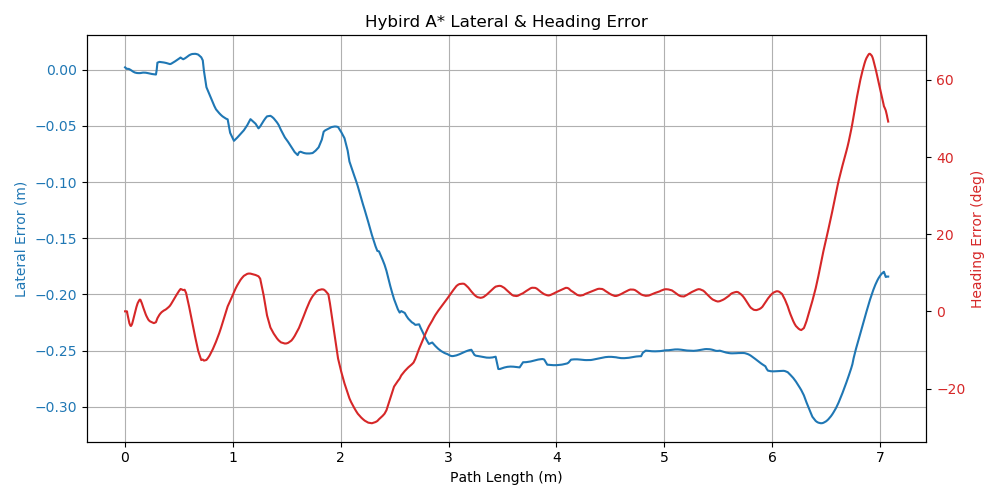 Hybird A* Lateral & Heading Error
0.00
−0.05
−0.10
−0.15
−0.20
−0.25
−0.30
Lateral Error (m)
60
40
20
0
−20
Heading Error (deg)
0 1 2 3 4 5 6 7
Path Length (m)